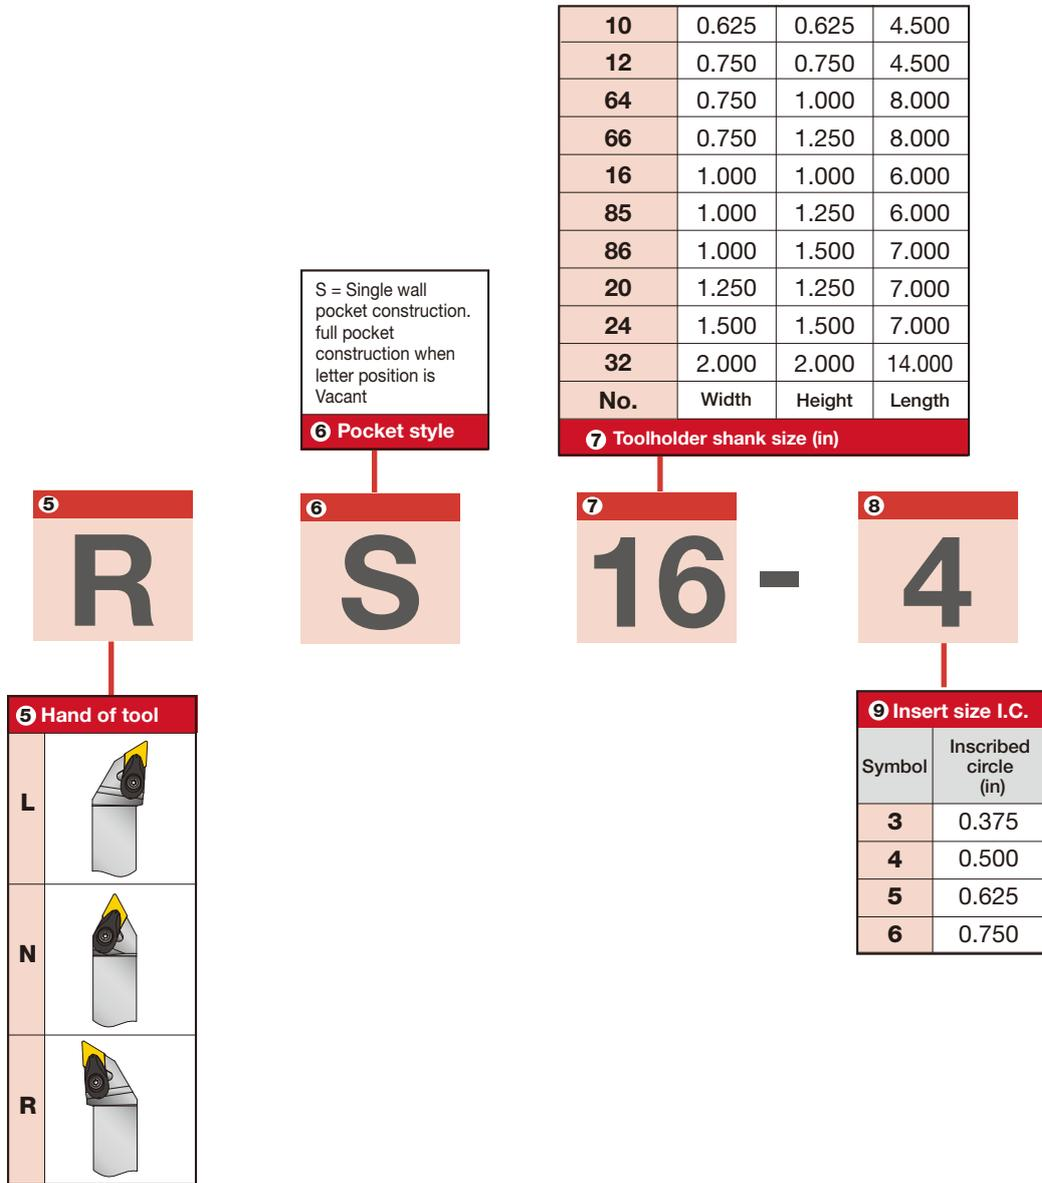 10 0.625 0.625 4.500
12 0.750 0.750 4.500
64 0.750 1.000 8.000
66 0.750 1.250 8.000
16 1.000 1.000 6.000
85 1.000 1.250 6.000
86 1.000 1.500 7.000
20 1.250 1.250 7.000
24 1.500 1.500 7.000
32 2.000 2.000 14.000
No. Width Height Length
7 Toolholder shank size (in)
S = Single wall
pocket construction.
full pocket
construction when
letter position is
Vacant
6 Pocket style
5
R
6
S
7
16 -
8
4
5 Hand of tool
L
N
R
9 Insert size I.C.
Symbol Inscribed
circle
(in)
3 0.375
4 0.500
5 0.625
6 0.750